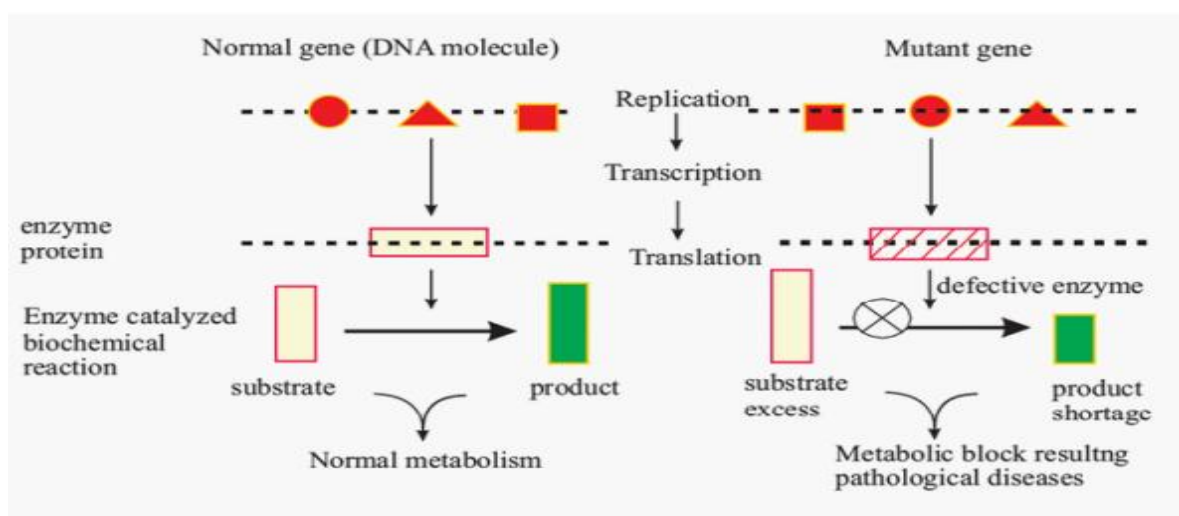 Normal gene (DNA molecule)
Mutant gene
Replication
Transcription
enzyme
protein
Translation
defective enzyme
Enzyme catalyzed
biochemical
reaction
substrate
product
substrate
excess
product
shortage
Normal metabolism
Metabolic block resultng
pathological diseases